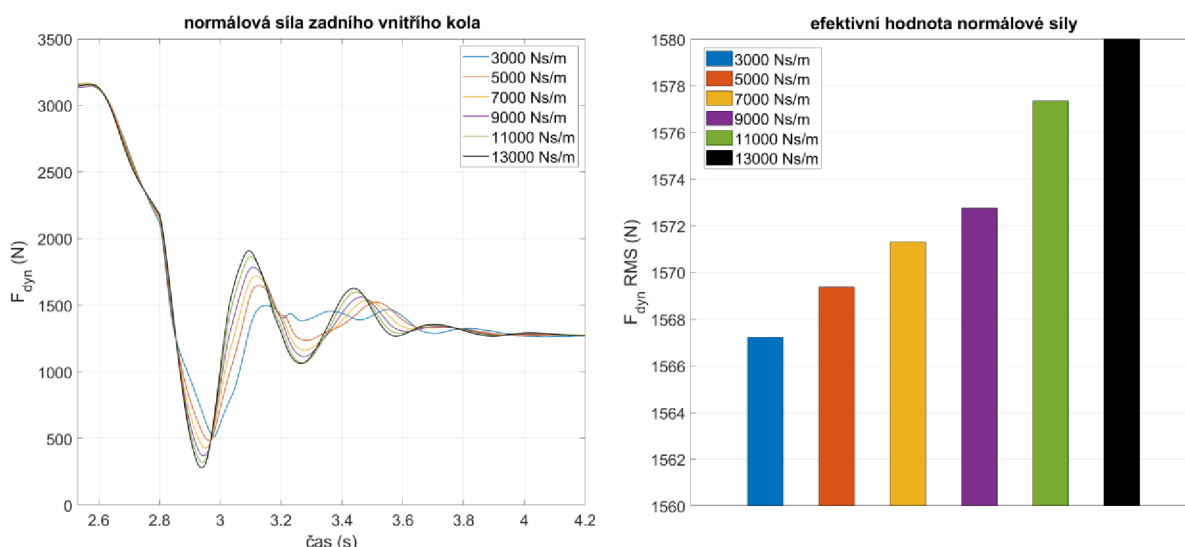 normálová síla zadního vnitřího kola
3500
3000
2500
2000
1500
1000
500
0
F_dyn (N)
2.6 2.8 3 3.2 3.4 3.6 3.8 4 4.2
čas (s)
3000 Ns/m
5000 Ns/m
7000 Ns/m
9000 Ns/m
11000 Ns/m
13000 Ns/m
efektivní hodnota normálové síly
1580
1578
1576
1574
1572
1570
1568
1566
1564
1562
1560
F_dyn RMS (N)
3000 Ns/m
5000 Ns/m
7000 Ns/m
9000 Ns/m
11000 Ns/m
13000 Ns/m